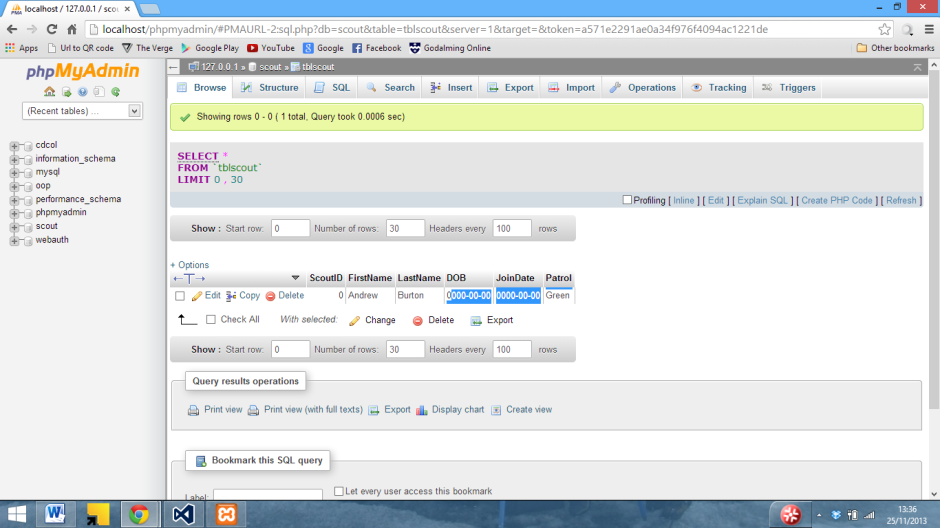 localhost / 127.0.0.1 / scou
localhost/phpmyadmin/#PMAURL-2:sql.php?db=scout&table=tblscout&server=1&target=&token=a571e2291ae0a34f976f4094ac1221de
Apps Url to QR code The Verge Google Play YouTube Google Facebook Godalming Online Other bookmarks
phpMyAdmin
(Recent tables) ...
cdcol
information_schema
mysql
oop
performance_schema
phpmyadmin
scout
webauth
127.0.0.1 » scout » tblscout
Browse Structure SQL Search Insert Export Import Operations Tracking Triggers
Showing rows 0 - 0 ( 1 total, Query took 0.0006 sec)
SELECT *
FROM `tblscout`
LIMIT 0 , 30
Profiling [ Inline ] [ Edit ] [ Explain SQL ] [ Create PHP Code ] [ Refresh ]
Show : Start row: 0 Number of rows: 30 Headers every 100 rows
+ Options
←T→ ScoutID FirstName LastName DOB JoinDate Patrol
Edit Copy Delete 0 Andrew Burton 0000-00-00 0000-00-00 Green
Check All With selected: Change Delete Export
Show : Start row: 0 Number of rows: 30 Headers every 100 rows
Query results operations
Print view Print view (with full texts) Export Display chart Create view
Bookmark this SQL query
Label: Let every user access this bookmark
13:36
25/11/2013